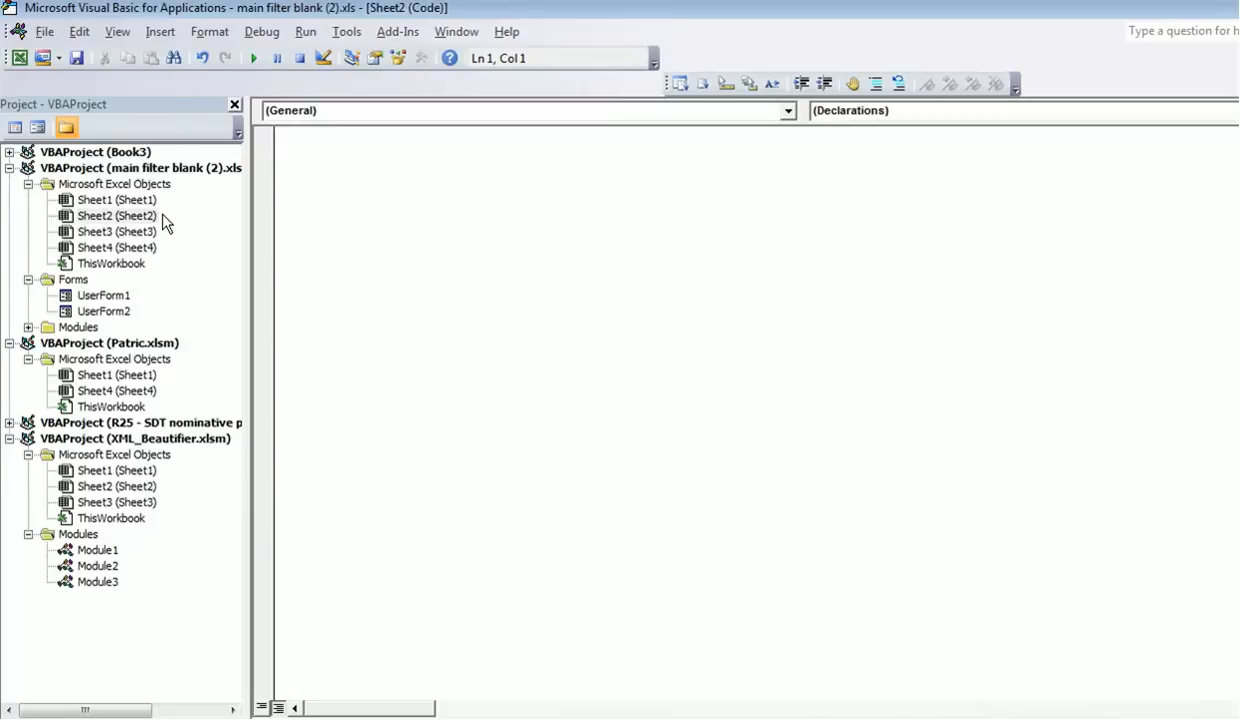 Microsoft Visual Basic for Applications - main filter blank (2).xls - [Sheet2 (Code)]
File Edit View Insert Format Debug Run Tools Add-Ins Window Help
Type a question for h
Ln 1, Col 1
Project - VBAProject
(General)
(Declarations)
VBAProject (Book3)
VBAProject (main filter blank (2).xls
Microsoft Excel Objects
Sheet1 (Sheet1)
Sheet2 (Sheet2)
Sheet3 (Sheet3)
Sheet4 (Sheet4)
ThisWorkbook
Forms
UserForm1
UserForm2
Modules
VBAProject (Patric.xlsm)
Microsoft Excel Objects
Sheet1 (Sheet1)
Sheet4 (Sheet4)
ThisWorkbook
VBAProject (R25 - SDT nominative p
VBAProject (XML_Beautifier.xlsm)
Microsoft Excel Objects
Sheet1 (Sheet1)
Sheet2 (Sheet2)
Sheet3 (Sheet3)
ThisWorkbook
Modules
Module1
Module2
Module3